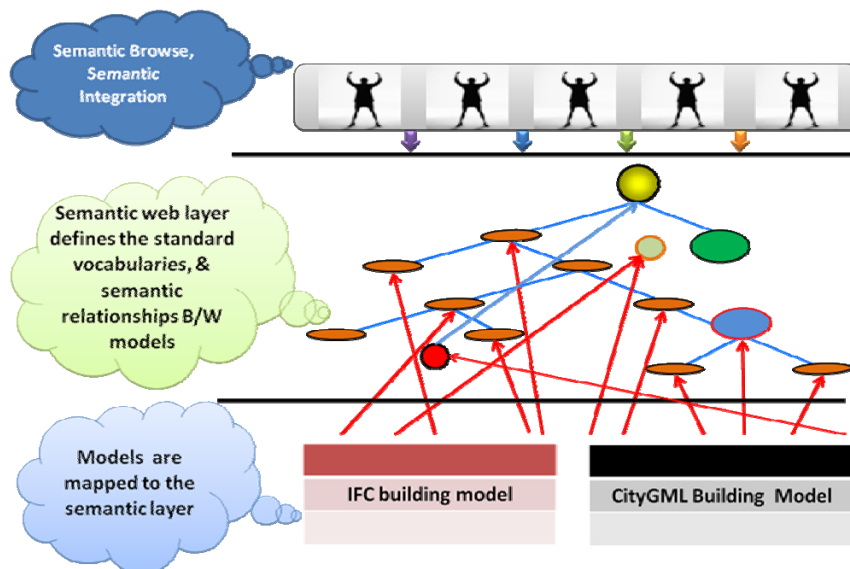 Semantic Browse,
Semantic
Integration
Semantic web layer
defines the standard
vocabularies, &
semantic
relationships B/W
models
Models are
mapped to the
semantic layer
IFC building model
CityGML Building Model